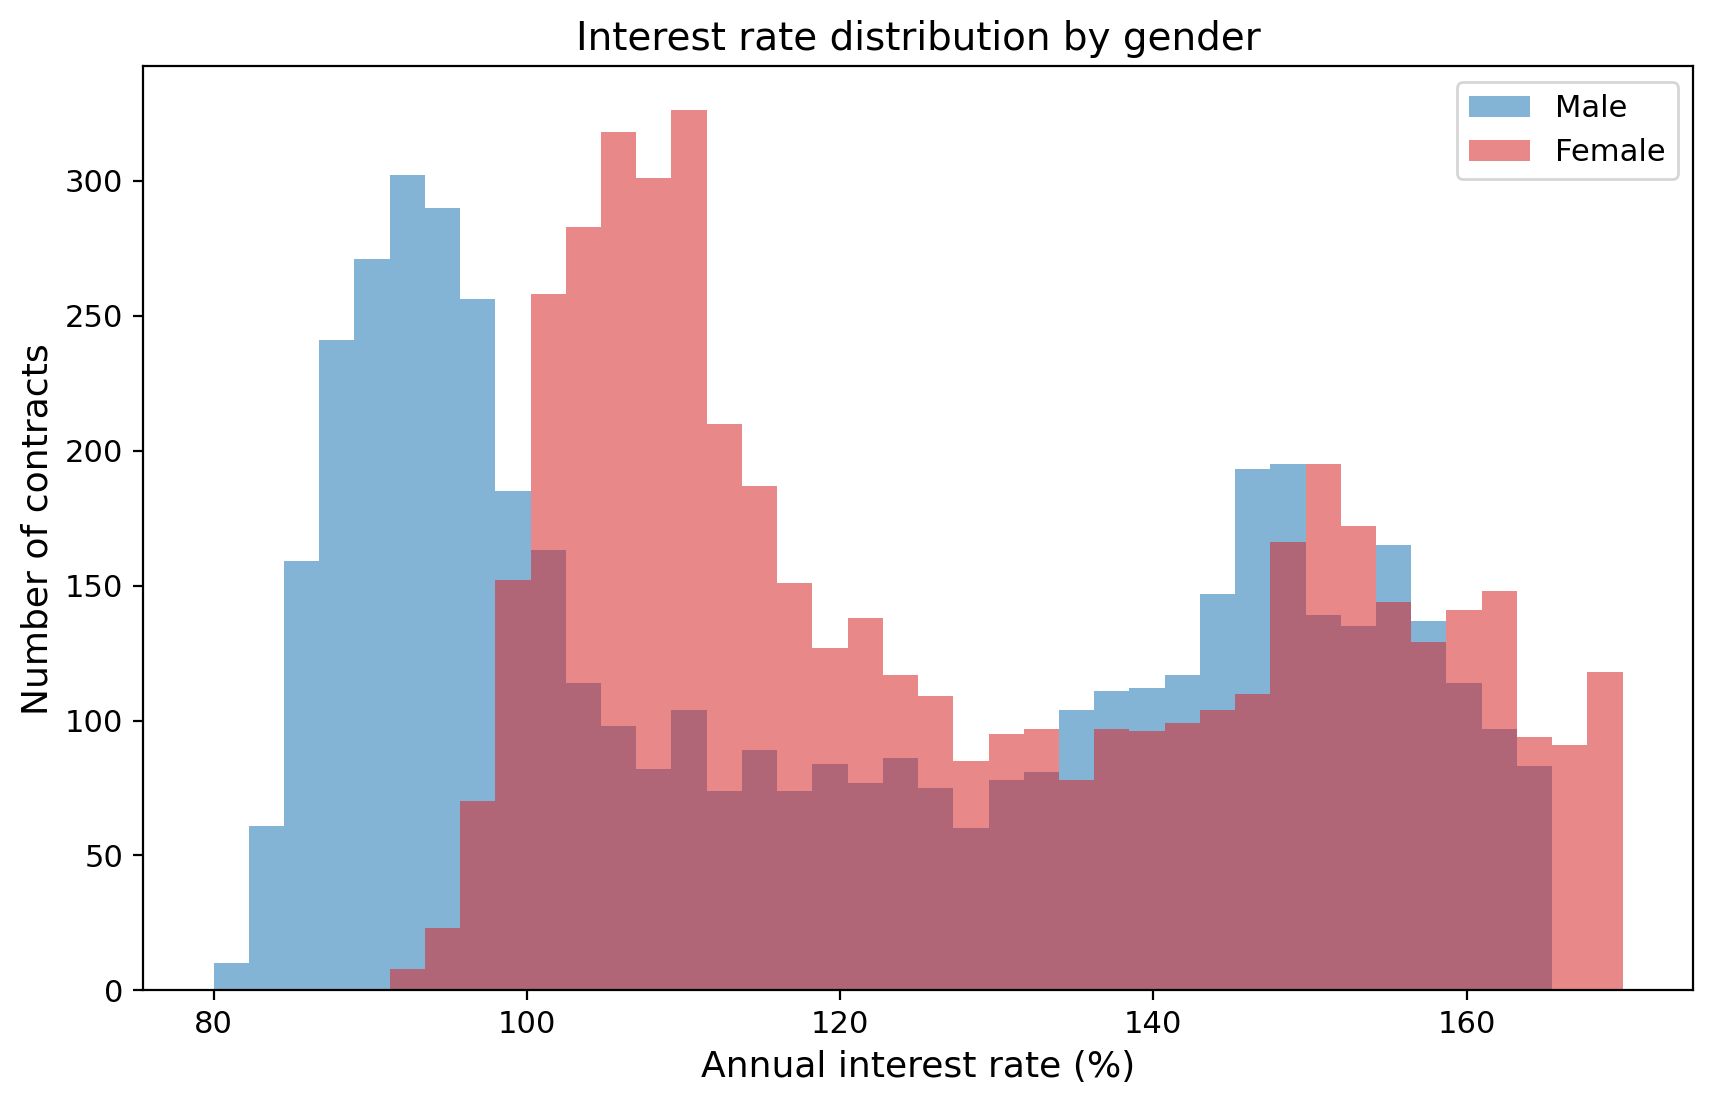 Interest rate distribution by gender
Male
Female
Number of contracts
300
250
200
150
100
50
0
80 100 120 140 160
Annual interest rate (%)